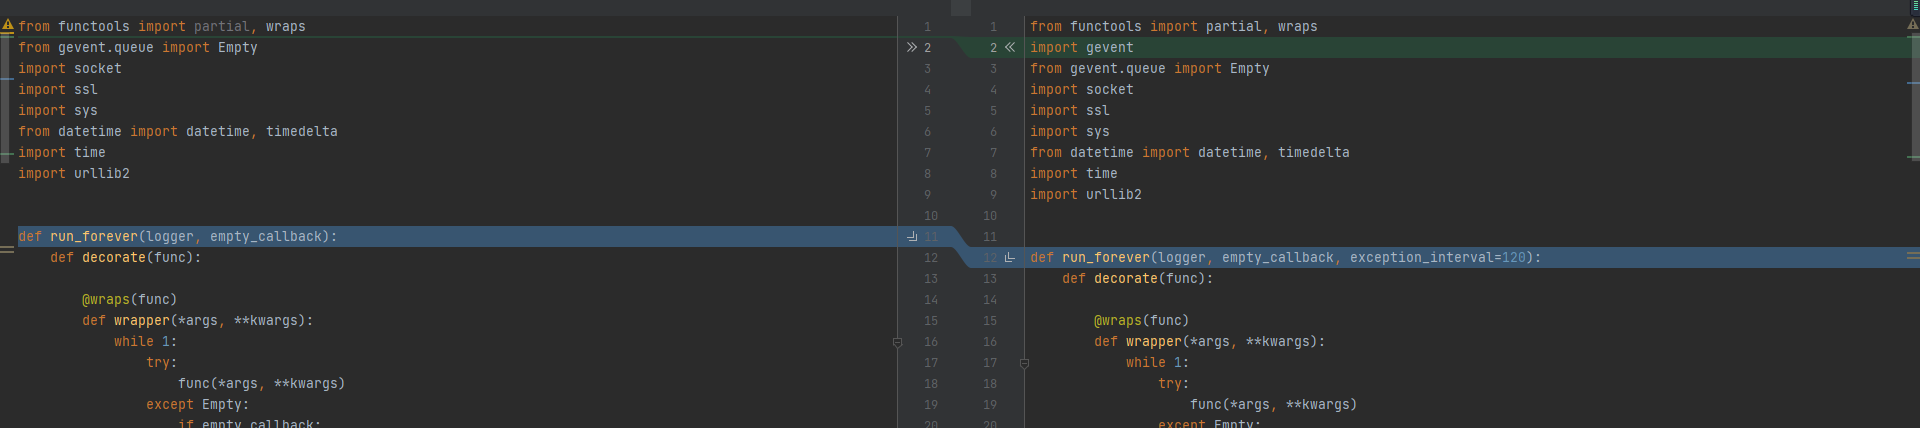 from functools import partial, wraps
from gevent.queue import Empty
import socket
import ssl
import sys
from datetime import datetime, timedelta
import time
import urllib2
def run_forever(logger, empty_callback):
def decorate(func):
@wraps(func)
def wrapper(*args, **kwargs):
while 1:
try:
func(*args, **kwargs)
except Empty:
if empty_callback:
1 1
2 2
3 3
4 4
5 5
6 6
7 7
8 8
9 9
10 10
11 11
12 12
13 13
14 14
15 15
16 16
17 17
18 18
19 19
20 20
from functools import partial, wraps
import gevent
from gevent.queue import Empty
import socket
import ssl
import sys
from datetime import datetime, timedelta
import time
import urllib2
def run_forever(logger, empty_callback, exception_interval=120):
def decorate(func):
@wraps(func)
def wrapper(*args, **kwargs):
while 1:
try:
func(*args, **kwargs)
except Empty: